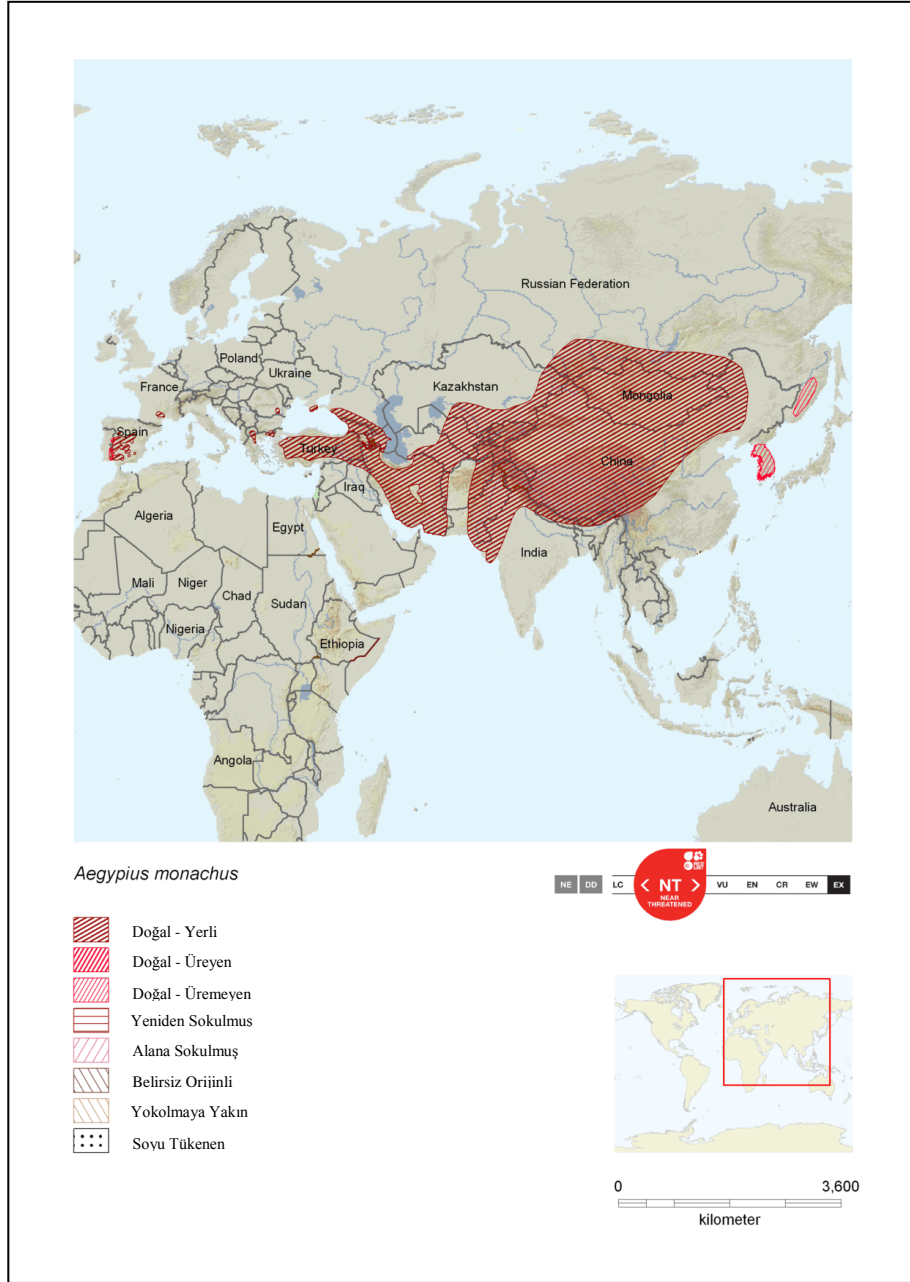 Russian Federation
Poland
Ukraine
France
Kazakhstan
Mongolia
Spain
Turkey
China
Iraq
Algeria
Egypt
India
Mali
Niger
Chad
Sudan
Nigeria
Ethiopia
Angola
Australia
Aegypius monachus
NE DD LC < NT > VU EN CR EW EX
NEAR
THREATENED
Doğal - Yerli
Doğal - Üreyen
Doğal - Üremeyen
Yeniden Sokulmus
Alana Sokulmuş
Belirsiz Orijinli
Yokolmaya Yakın
Soyu Tükenen
0 3,600
kilometer